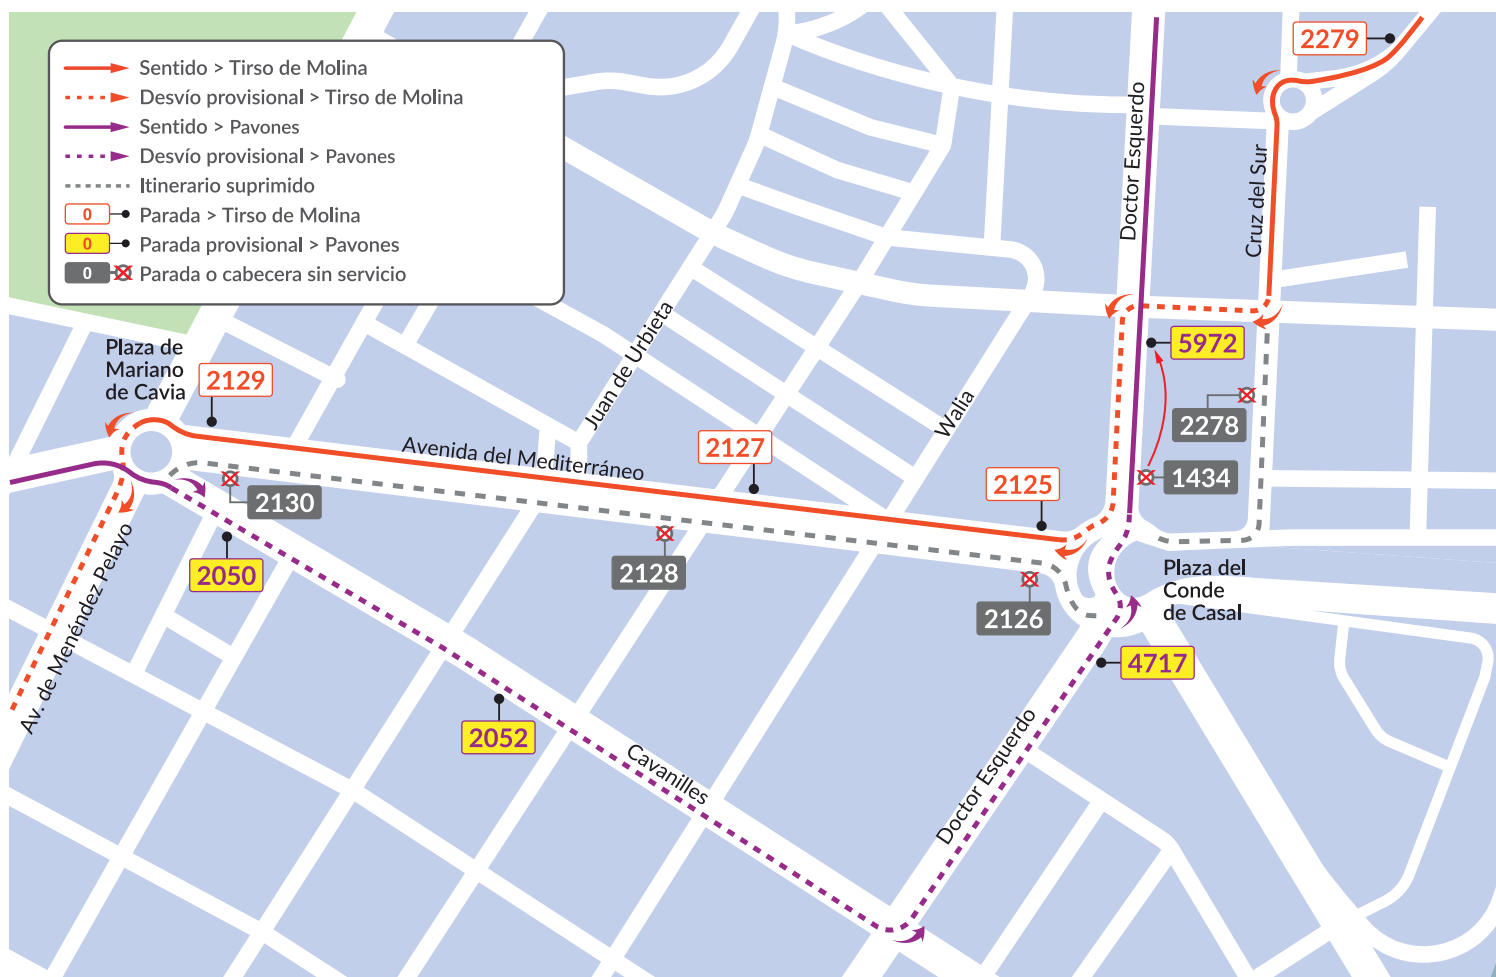 Sentido > Tirso de Molina
Desvío provisional > Tirso de Molina
Sentido > Pavones
Desvío provisional > Pavones
Itinerario suprimido
0 Parada > Tirso de Molina
0 Parada provisional > Pavones
0 Parada o cabecera sin servicio
2279
Doctor Esquerdo
Cruz del Sur
Plaza de
Mariano
de Cavia
2129
Juan de Urbieta
5972
Walia
2278
Avenida del Mediterráneo
2127
2125
1434
2130
2128
2050
2126
Plaza del
Conde
de Casal
Av. de Menéndez Pelayo
4717
2052
Cavanilles
Doctor Esquerdo